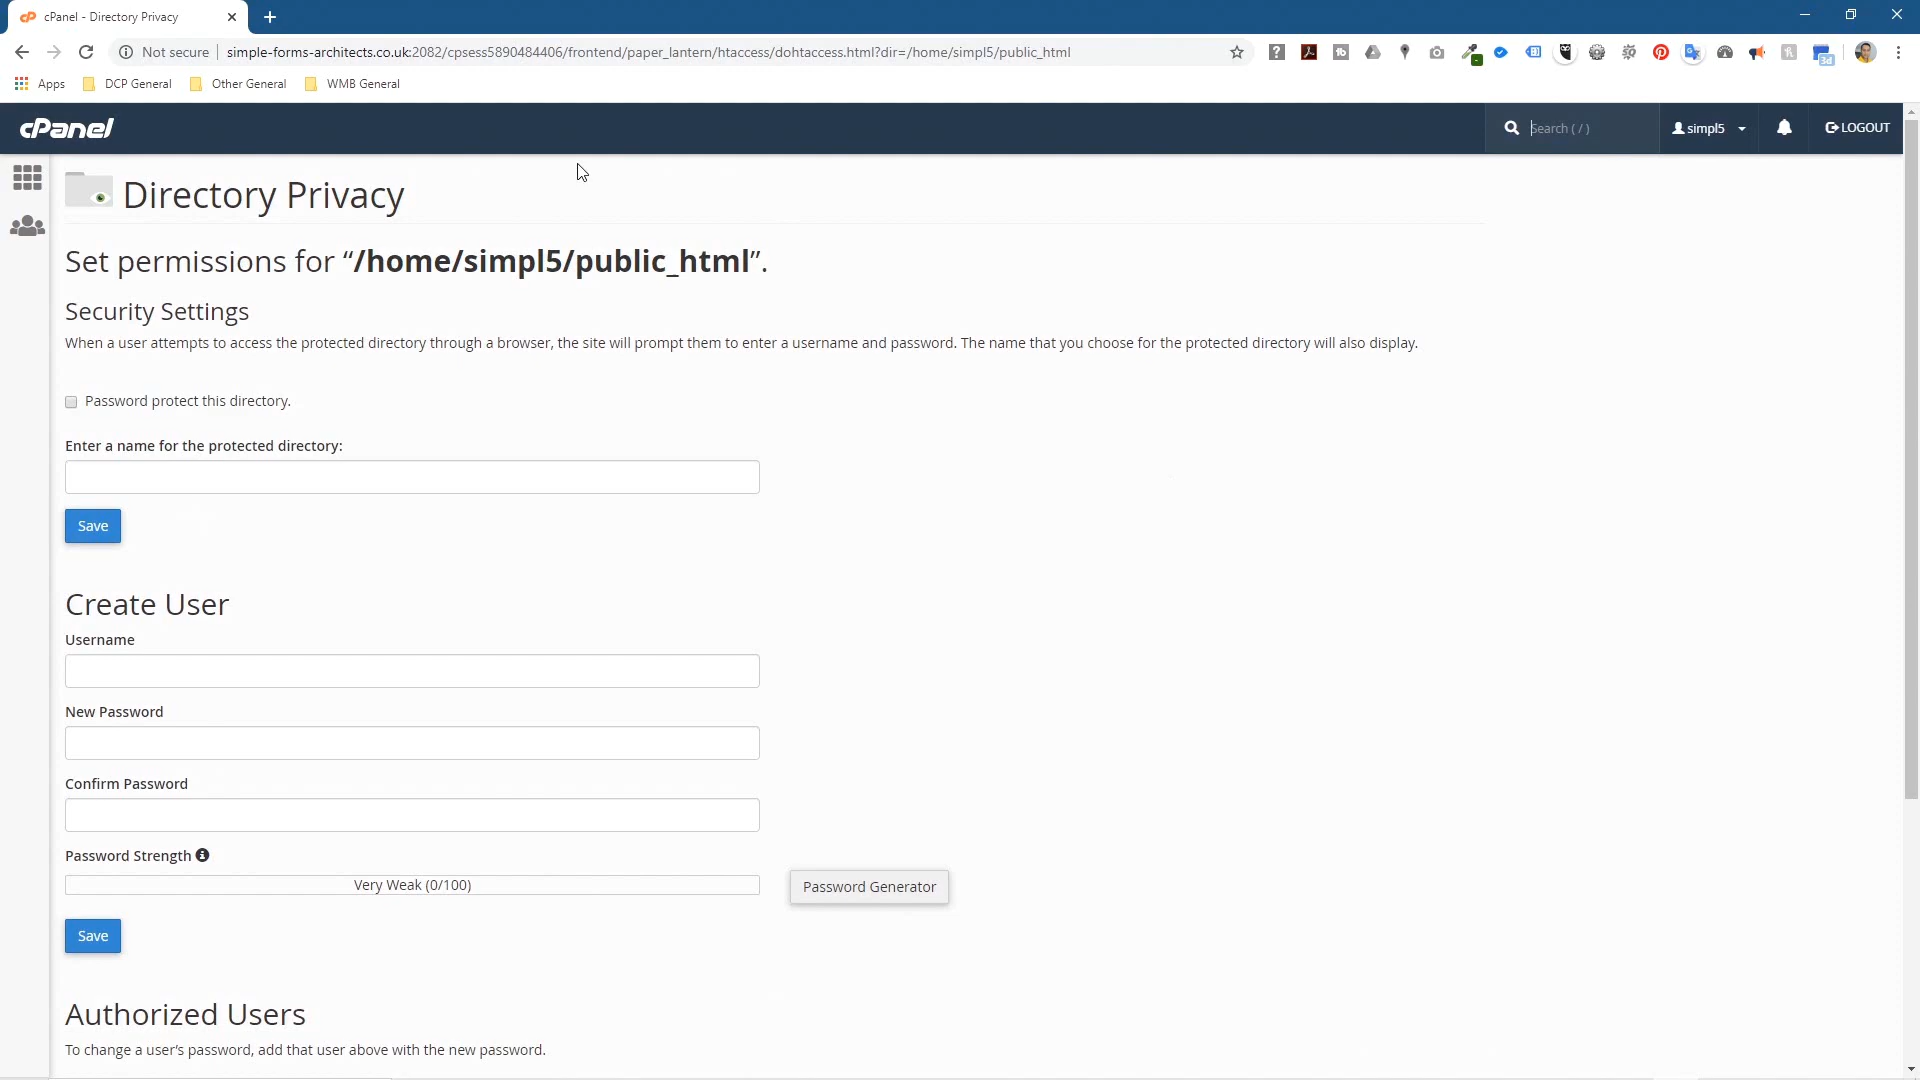 cPanel - Directory Privacy
Not secure
simple-forms-architects.co.uk:2082/cpsess5890484406/frontend/paper_lantern/htaccess/dohtaccess.html?dir=/home/simpl5/public_html
Apps
DCP General
Other General
WMB General
cPanel
Search ( / )
simpl5
LOGOUT
Directory Privacy
Set permissions for “/home/simpl5/public_html”.
Security Settings
When a user attempts to access the protected directory through a browser, the site will prompt them to enter a username and password. The name that you choose for the protected directory will also display.
Password protect this directory.
Enter a name for the protected directory:
Save
Create User
Username
New Password
Confirm Password
Password Strength
Very Weak (0/100)
Password Generator
Save
Authorized Users
To change a user’s password, add that user above with the new password.